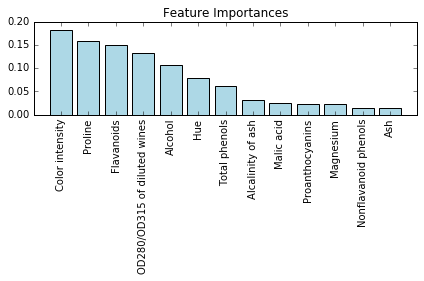 Feature Importances
0.20
0.15
0.10
0.05
0.00
Color intensity
Proline
Flavanoids
OD280/OD315 of diluted wines
Alcohol
Hue
Total phenols
Alcalinity of ash
Malic acid
Proanthocyanins
Magnesium
Nonflavanoid phenols
Ash